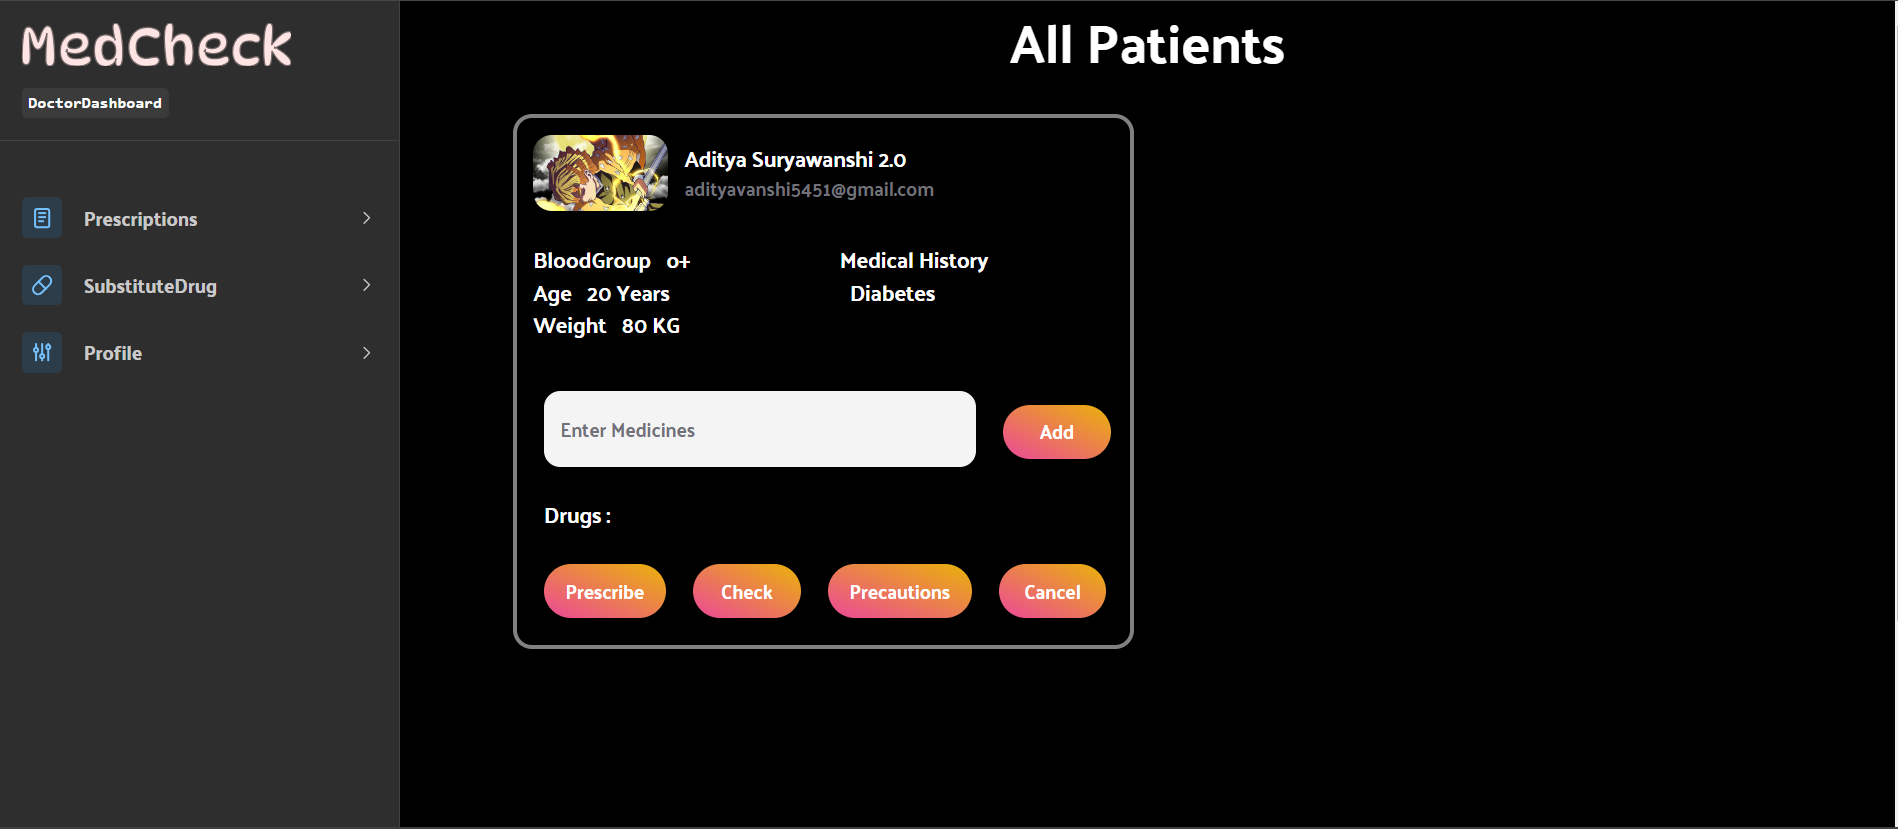 MedCheck
DoctorDashboard
Prescriptions
SubstituteDrug
Profile
All Patients
Aditya Suryawanshi 2.0
adityavanshi5451@gmail.com
BloodGroup o+
Age 20 Years
Weight 80 KG
Medical History
Diabetes
Enter Medicines
Add
Drugs :
Prescribe Check Precautions Cancel